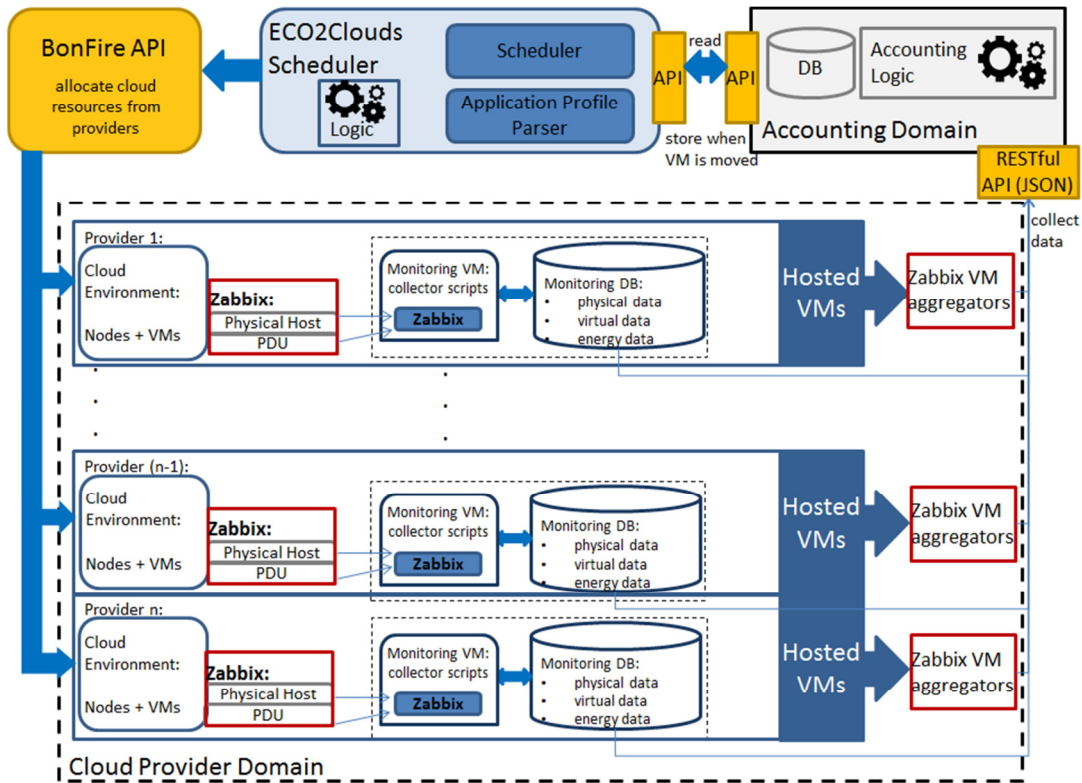 BonFire API
allocate cloud
resources from
providers
ECO2Clouds
Scheduler
Logic
Scheduler
Application Profile
Parser
API
read
API
store when
VM is moved
DB
Accounting
Logic
Accounting Domain
RESTful
API (JSON)
collect
data
Provider 1:
Cloud
Environment:
Nodes + VMs
Zabbix:
Physical Host
PDU
Monitoring VM:
collector scripts
Zabbix
Monitoring DB:
• physical data
• virtual data
• energy data
Hosted
VMs
Zabbix VM
aggregators
Provider (n-1):
Cloud
Environment:
Nodes + VMs
Zabbix:
Physical Host
PDU
Monitoring VM:
collector scripts
Zabbix
Monitoring DB:
• physical data
• virtual data
• energy data
Hosted
VMs
Zabbix VM
aggregators
Provider n:
Cloud
Environment:
Nodes + VMs
Zabbix:
Physical Host
PDU
Monitoring VM:
collector scripts
Zabbix
Monitoring DB:
• physical data
• virtual data
• energy data
Hosted
VMs
Zabbix VM
aggregators
Cloud Provider Domain